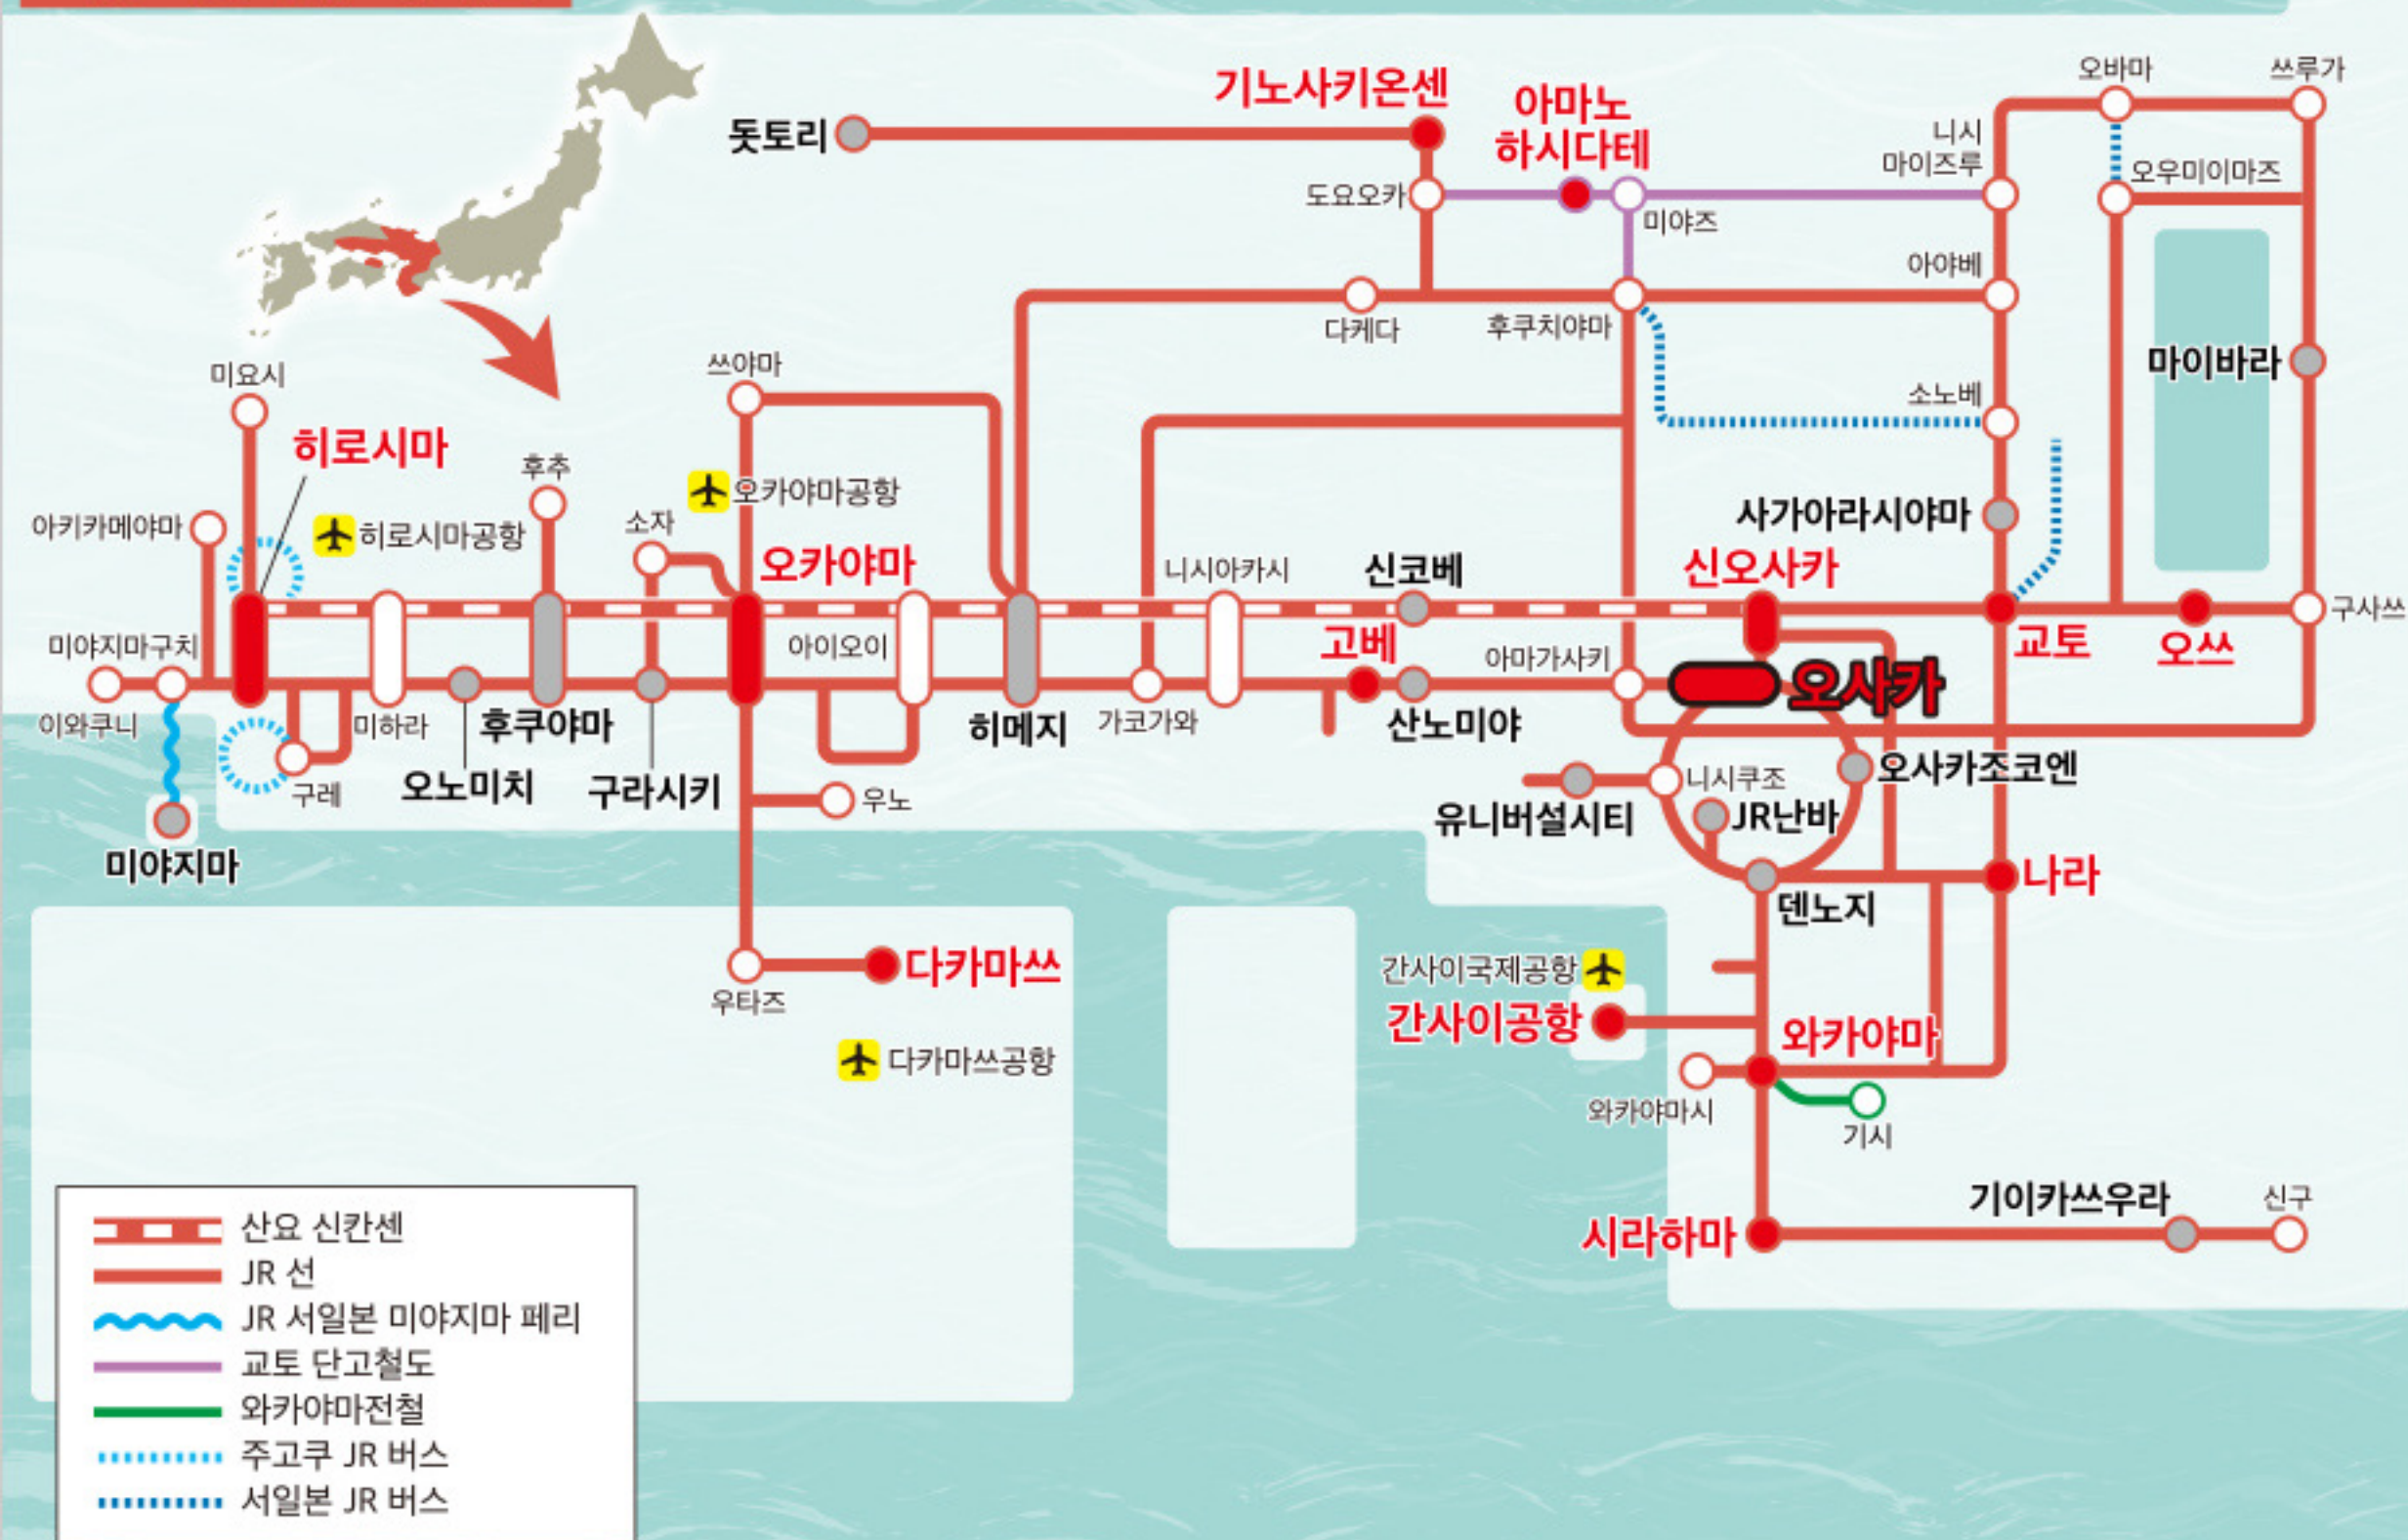 오바마
쓰루가
기노사키온센
아마노
하시다테
돗토리
니시
마이즈루
오우미이마즈
도요오카
미야즈
아야베
다케다
후쿠치야마
마이바라
쓰야마
미요시
소노베
히로시마
후추
오카야마공항
아키카메야마
히로시마공항
소자
사가아라시야마
오카야마
니시아카시
신코베
신오사카
미야지마구치
아이오이
고베
아마가사키
교토
오쓰
구사쓰
오사카
이와쿠니
미하라
후쿠야마
히메지
가코가와
산노미야
구레
오노미치
구라시키
우노
유니버설시티
니시쿠조
오사카조코엔
JR난바
미야지마
나라
덴노지
다카마쓰
우타즈
간사이국제공항
간사이공항
와카야마
다카마쓰공항
와카야마시
기시
시라하마
기이카쓰우라
신구
산요 신칸센
JR 선
JR 서일본 미야지마 페리
교토 단고철도
와카야마전철
주고쿠 JR 버스
서일본 JR 버스